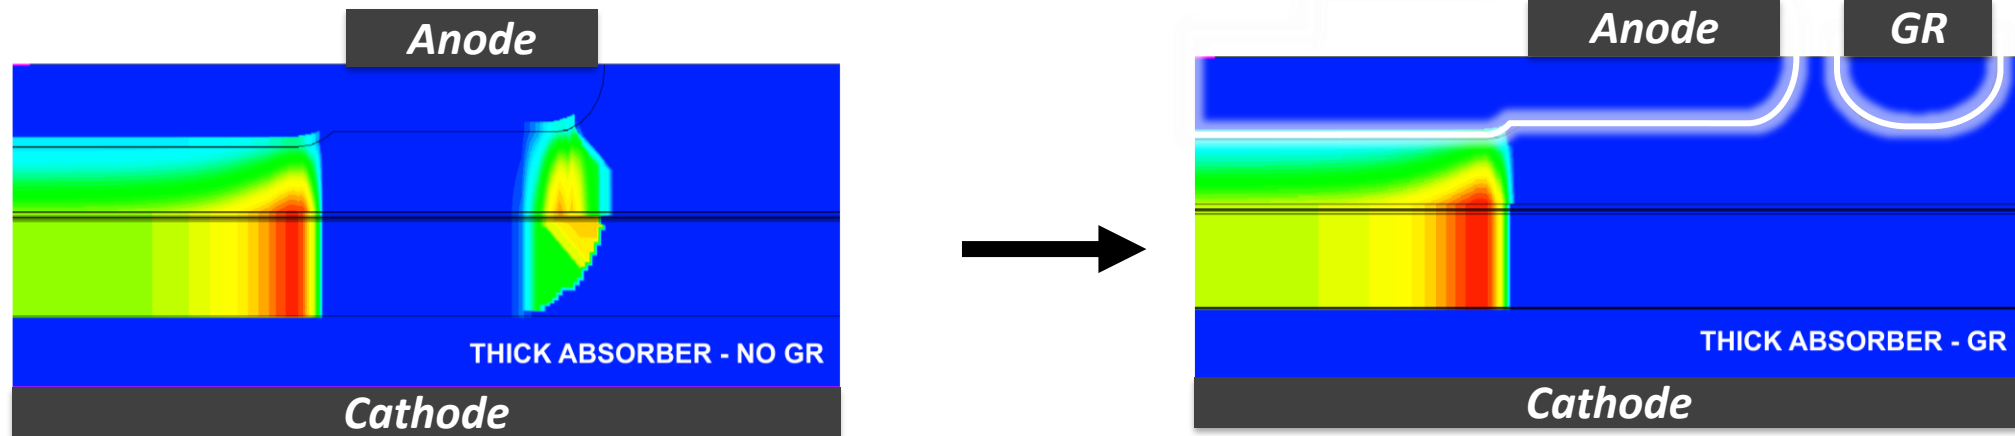 Anode
THICK ABSORBER - NO GR
Cathode
Anode
GR
THICK ABSORBER - GR
Cathode